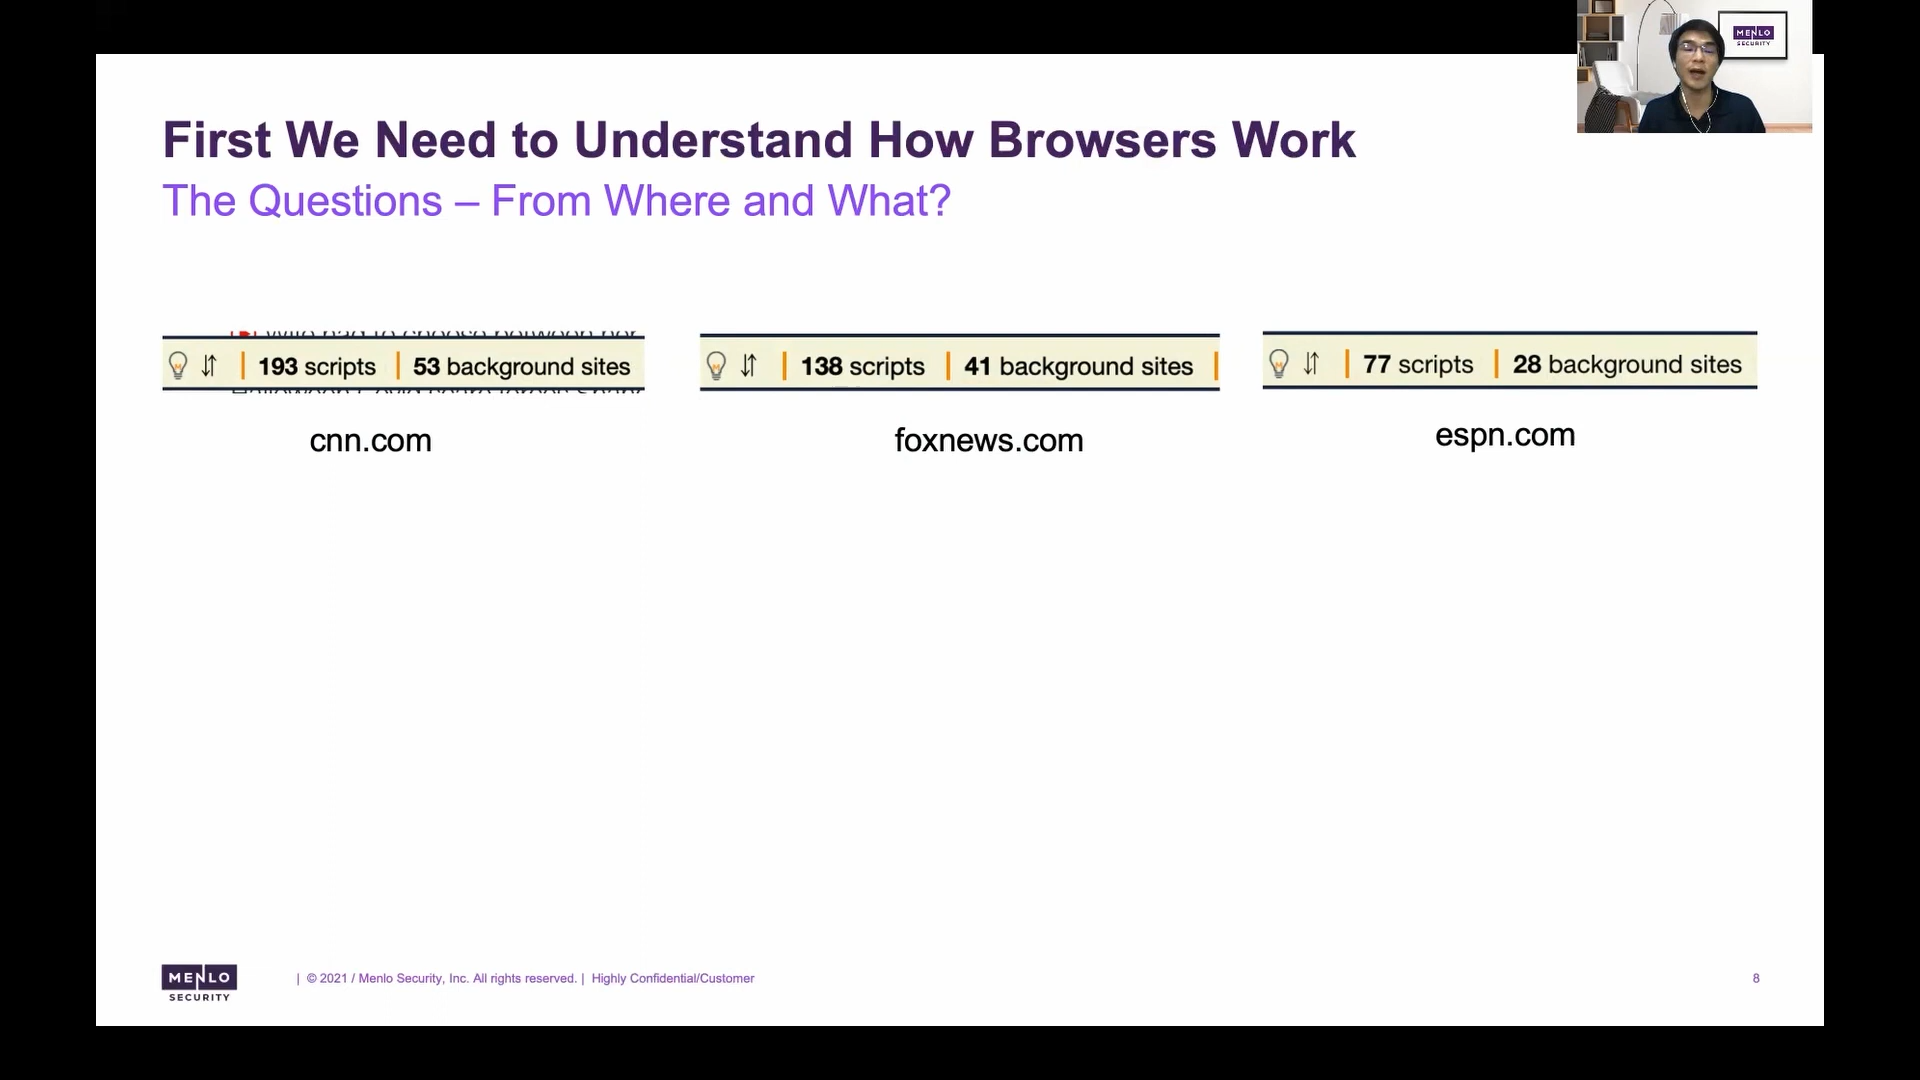 MENLO
SECURITY
First We Need to Understand How Browsers Work
The Questions – From Where and What?
193 scripts | 53 background sites
138 scripts | 41 background sites
77 scripts | 28 background sites
cnn.com
foxnews.com
espn.com
MENLO
SECURITY
| © 2021 / Menlo Security, Inc. All rights reserved. | Highly Confidential/Customer
8